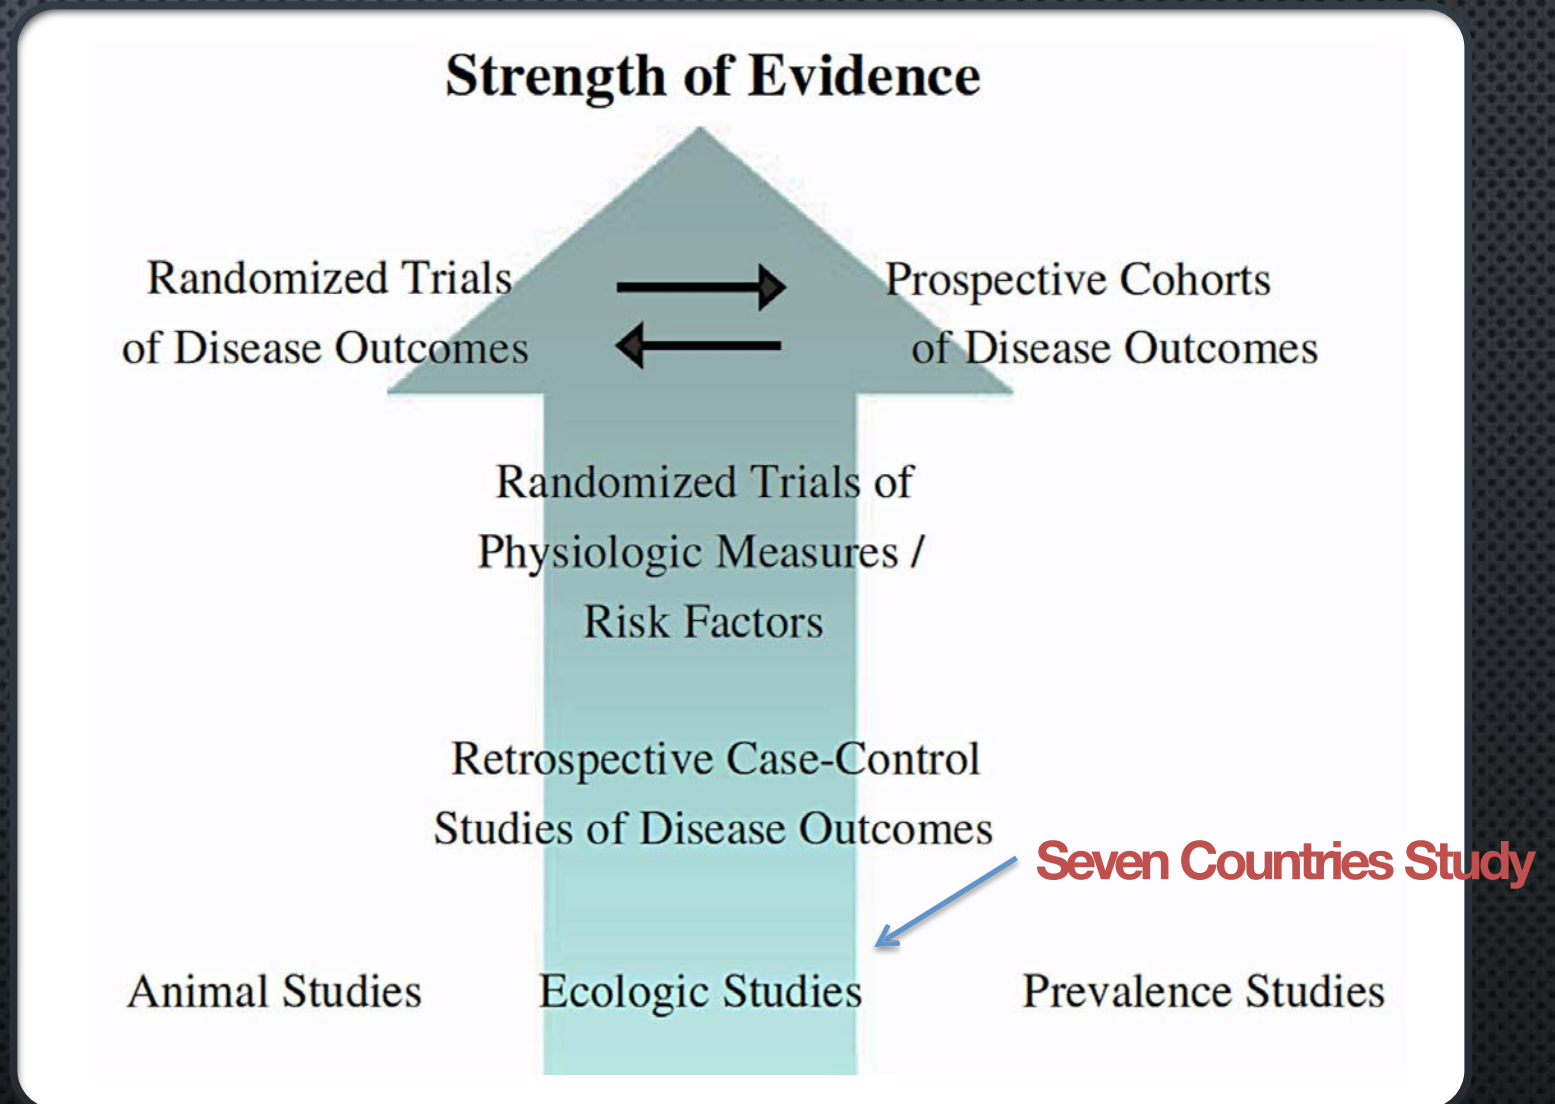 Strength of Evidence
Randomized Trials
of Disease Outcomes
Prospective Cohorts
of Disease Outcomes
Randomized Trials of
Physiologic Measures /
Risk Factors
Retrospective Case-Control
Studies of Disease Outcomes
Seven Countries Study
Animal Studies
Ecologic Studies
Prevalence Studies